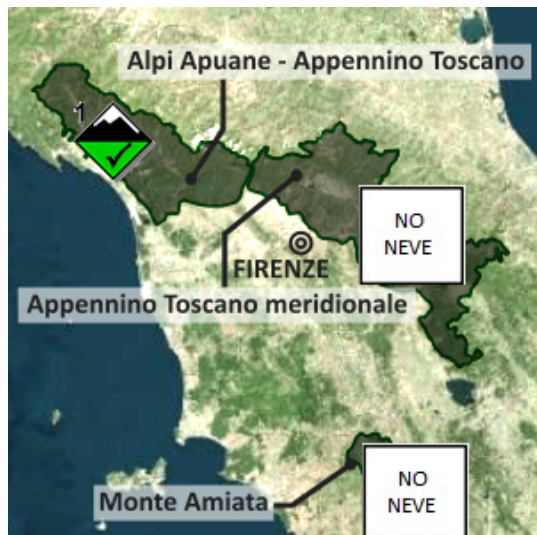 Alpi Apuane - Appennino Toscano
1
NO
NEVE
FIRENZE
Appennino Toscano meridionale
NO
NEVE
Monte Amiata